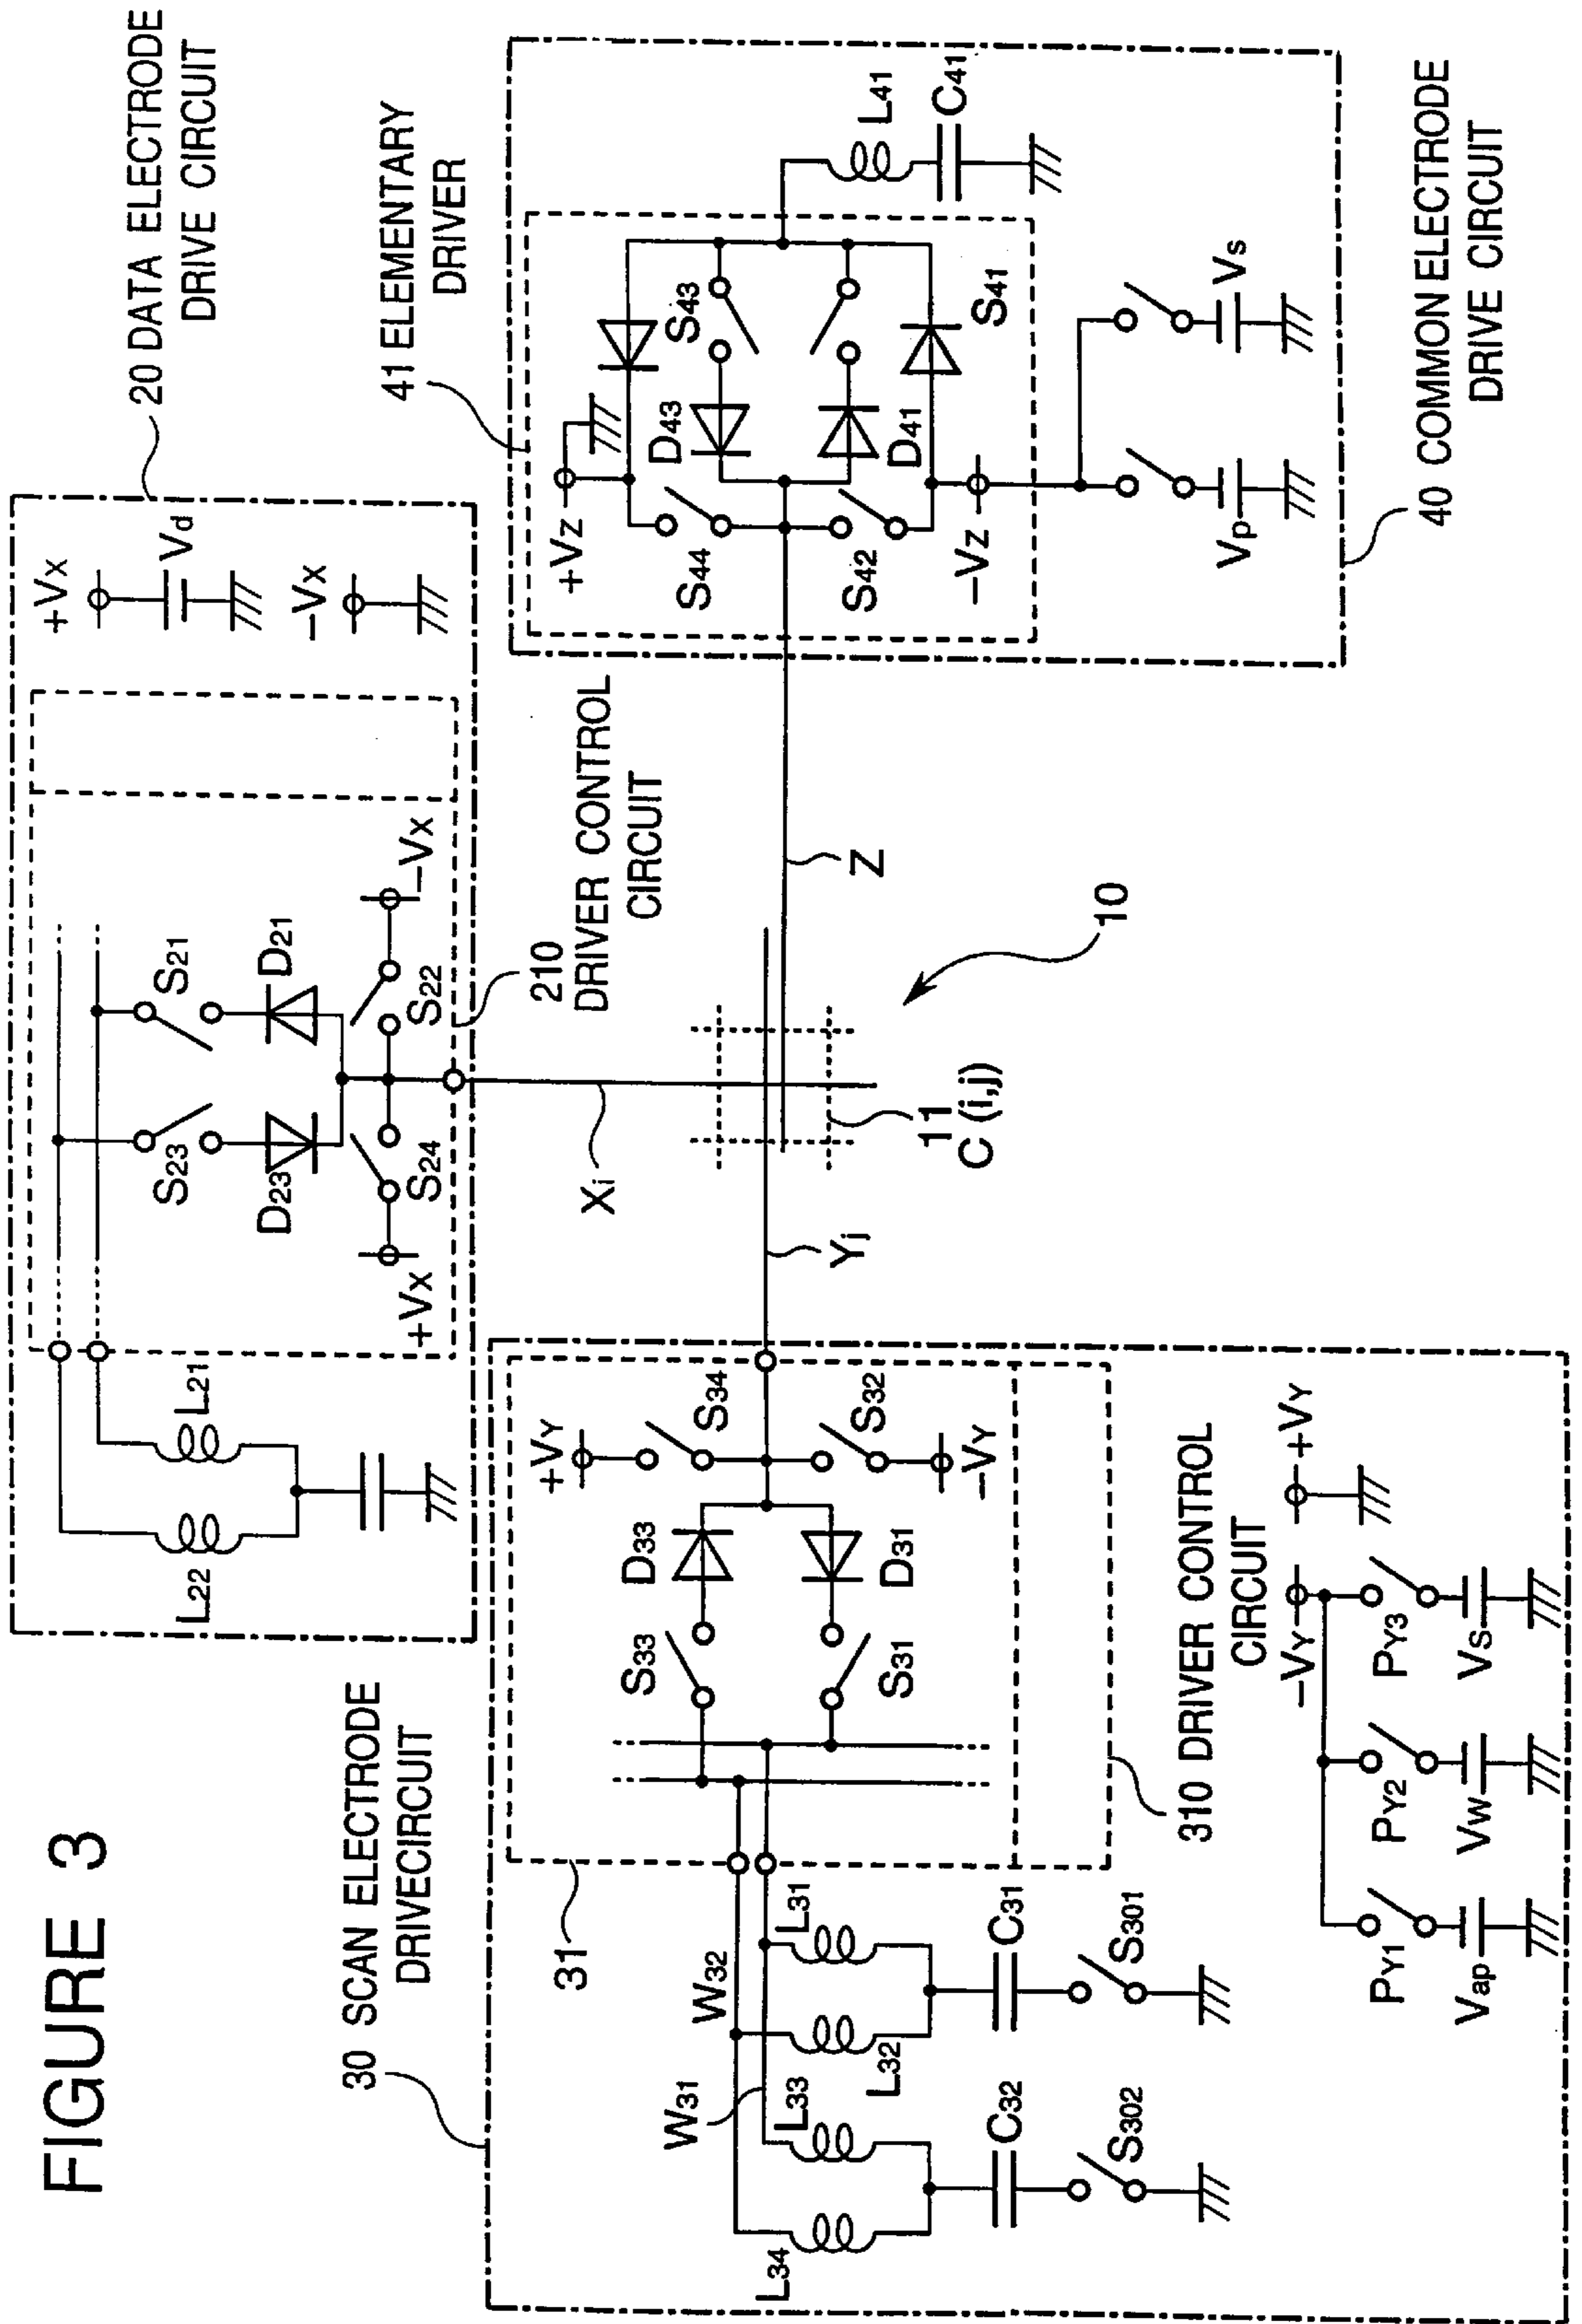 FIGURE 3
20 DATA ELECTRODE
DRIVE CIRCUIT
+Vx
Vd
−Vx
L22
L21
S23
S21
D23
D21
S24
S22
+Vx
−Vx
210
DRIVER CONTROL
CIRCUIT
30 SCAN ELECTRODE
DRIVECIRCUIT
31
W32
W31
L34
L33
L32
L31
C32
C31
S302
S301
S33
D33
S31
D31
+VY
S34
S32
−VY
310 DRIVER CONTROL
CIRCUIT
−VY
+VY
PY1
PY2
PY3
Vap
Vw
Vs
Xi
Yj
Z
11
C (i,j)
10
41 ELEMENTARY
DRIVER
+Vz
S44
D43
S43
S42
D41
S41
−Vz
L41
C41
Vp
Vs
40 COMMON ELECTRODE
DRIVE CIRCUIT